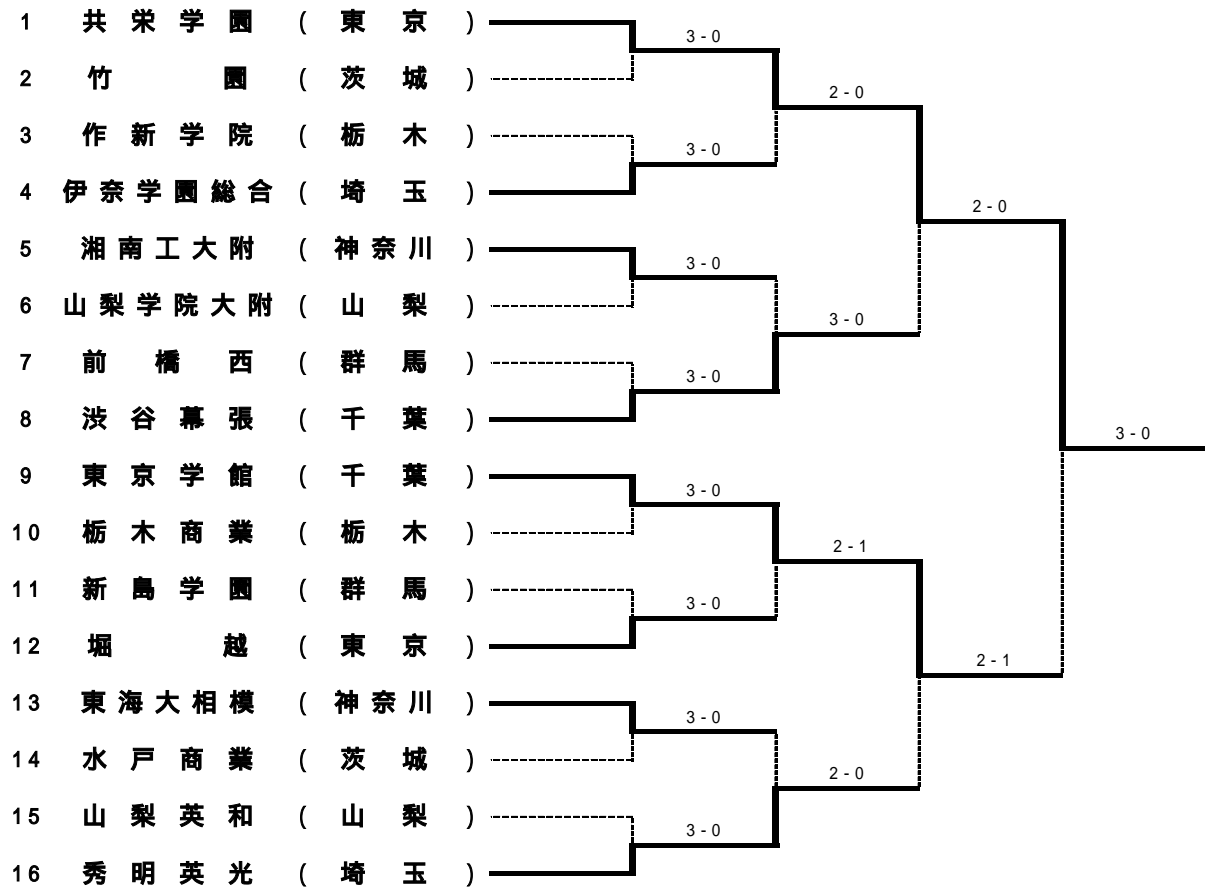 1 共栄学園 (東京)
3-0
2 竹園 (茨城)
2-0
3 作新学院 (栃木)
3-0
4 伊奈学園総合 (埼玉)
2-0
5 湘南工大附 (神奈川)
3-0
6 山梨学院大附 (山梨)
3-0
7 前橋西 (群馬)
3-0
8 渋谷幕張 (千葉)
3-0
9 東京学館 (千葉)
3-0
10 栃木商業 (栃木)
2-1
11 新島学園 (群馬)
3-0
12 堀越 (東京)
2-1
13 東海大相模 (神奈川)
3-0
14 水戸商業 (茨城)
2-0
15 山梨英和 (山梨)
3-0
16 秀明英光 (埼玉)